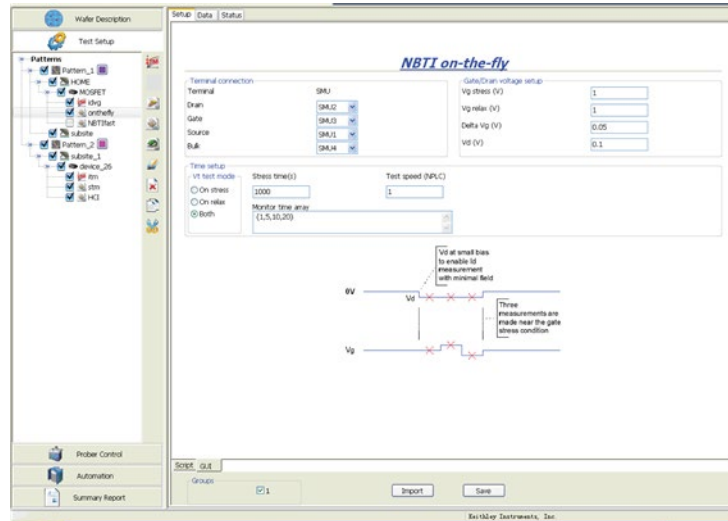 Wafer Description
Test Setup
Patterns
Pattern_1
HOME
MOSFET
idvg
onthefly
NBTIfast
subsite
Pattern_2
subsite_1
device_26
itm
stm
HCI
Prober Control
Automation
Summary Report
Setup Data Status
NBTI on-the-fly
Terminal connection
Terminal SMU
Drain SMU2
Gate SMU3
Source SMU1
Bulk SMU4
Gate/Drain voltage setup
Vg stress (V) 1
Vg relax (V) 1
Delta Vg (V) 0.05
Vd (V) 0.1
Time setup
Vt test mode
On stress
On relax
Both
Stress time(s)
1000
Test speed (NPLC)
1
Monitor time array
{1,5,10,20}
Vd at small bias
to enable Id
measurement
with minimal field
0V
Vd
Three
measurements are
made near the gate
stress condition
Vg
Script GUI
Groups
1
Import Save
Keithley Instruments, Inc.